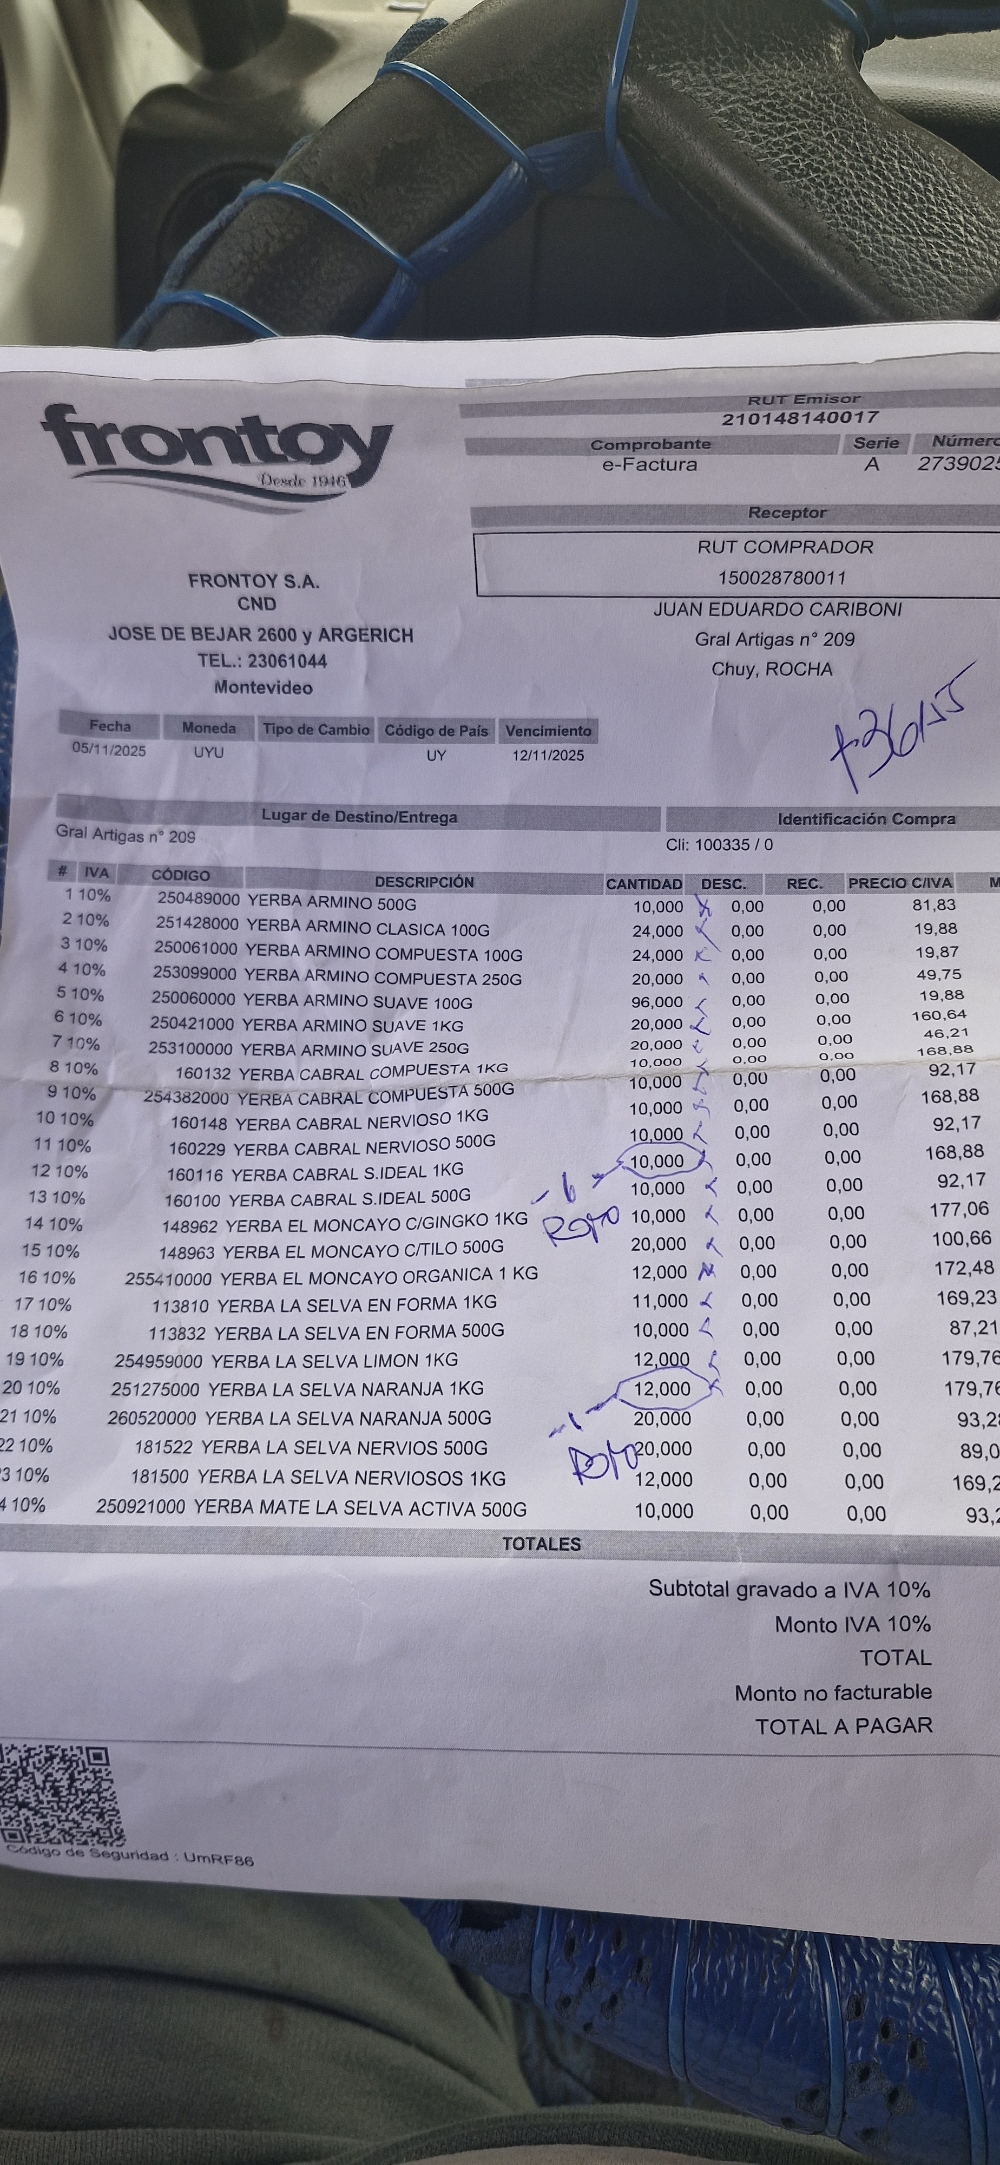 frontoy
Desde 1946
RUT Emisor
210148140017
Comprobante Serie Número
e-Factura A 2739025
Receptor
RUT COMPRADOR
150028780011
JUAN EDUARDO CARIBONI
Gral Artigas n° 209
Chuy, ROCHA
FRONTOY S.A.
CND
JOSE DE BEJAR 2600 y ARGERICH
TEL.: 23061044
Montevideo
Fecha Moneda Tipo de Cambio Código de País Vencimiento
05/11/2025 UYU UY 12/11/2025
Lugar de Destino/Entrega Identificación Compra
Gral Artigas n° 209 Cli: 100335 / 0
# IVA CÓDIGO DESCRIPCIÓN CANTIDAD DESC. REC. PRECIO C/IVA M
1 10% 250489000 YERBA ARMINO 500G 10,000 0,00 0,00 81,83
2 10% 251428000 YERBA ARMINO CLASICA 100G 24,000 0,00 0,00 19,88
3 10% 250061000 YERBA ARMINO COMPUESTA 100G 24,000 0,00 0,00 19,87
4 10% 253099000 YERBA ARMINO COMPUESTA 250G 20,000 0,00 0,00 49,75
5 10% 250060000 YERBA ARMINO SUAVE 100G 96,000 0,00 0,00 19,88
6 10% 250421000 YERBA ARMINO SUAVE 1KG 20,000 0,00 0,00 160,64
7 10% 253100000 YERBA ARMINO SUAVE 250G 20,000 0,00 0,00 46,21
8 10% 160132 YERBA CABRAL COMPUESTA 1KG 10,000 0,00 0,00 168,88
9 10% 254382000 YERBA CABRAL COMPUESTA 500G 10,000 0,00 0,00 92,17
10 10% 160148 YERBA CABRAL NERVIOSO 1KG 10,000 0,00 0,00 168,88
11 10% 160229 YERBA CABRAL NERVIOSO 500G 10,000 0,00 0,00 92,17
12 10% 160116 YERBA CABRAL S.IDEAL 1KG 10,000 0,00 0,00 168,88
13 10% 160100 YERBA CABRAL S.IDEAL 500G 10,000 0,00 0,00 92,17
14 10% 148962 YERBA EL MONCAYO C/GINGKO 1KG 10,000 0,00 0,00 177,06
15 10% 148963 YERBA EL MONCAYO C/TILO 500G 20,000 0,00 0,00 100,66
16 10% 255410000 YERBA EL MONCAYO ORGANICA 1 KG 12,000 0,00 0,00 172,48
17 10% 113810 YERBA LA SELVA EN FORMA 1KG 11,000 0,00 0,00 169,23
18 10% 113832 YERBA LA SELVA EN FORMA 500G 10,000 0,00 0,00 87,21
19 10% 254959000 YERBA LA SELVA LIMON 1KG 12,000 0,00 0,00 179,76
20 10% 251275000 YERBA LA SELVA NARANJA 1KG 12,000 0,00 0,00 179,76
21 10% 260520000 YERBA LA SELVA NARANJA 500G 20,000 0,00 0,00 93,28
22 10% 181522 YERBA LA SELVA NERVIOS 500G 20,000 0,00 0,00 89,0
3 10% 181500 YERBA LA SELVA NERVIOSOS 1KG 12,000 0,00 0,00 169,2
4 10% 250921000 YERBA MATE LA SELVA ACTIVA 500G 10,000 0,00 0,00 93,2
Roto
-1
Roto
TOTALES
Subtotal gravado a IVA 10%
Monto IVA 10%
TOTAL
Monto no facturable
TOTAL A PAGAR
Código de Seguridad : UmRF86